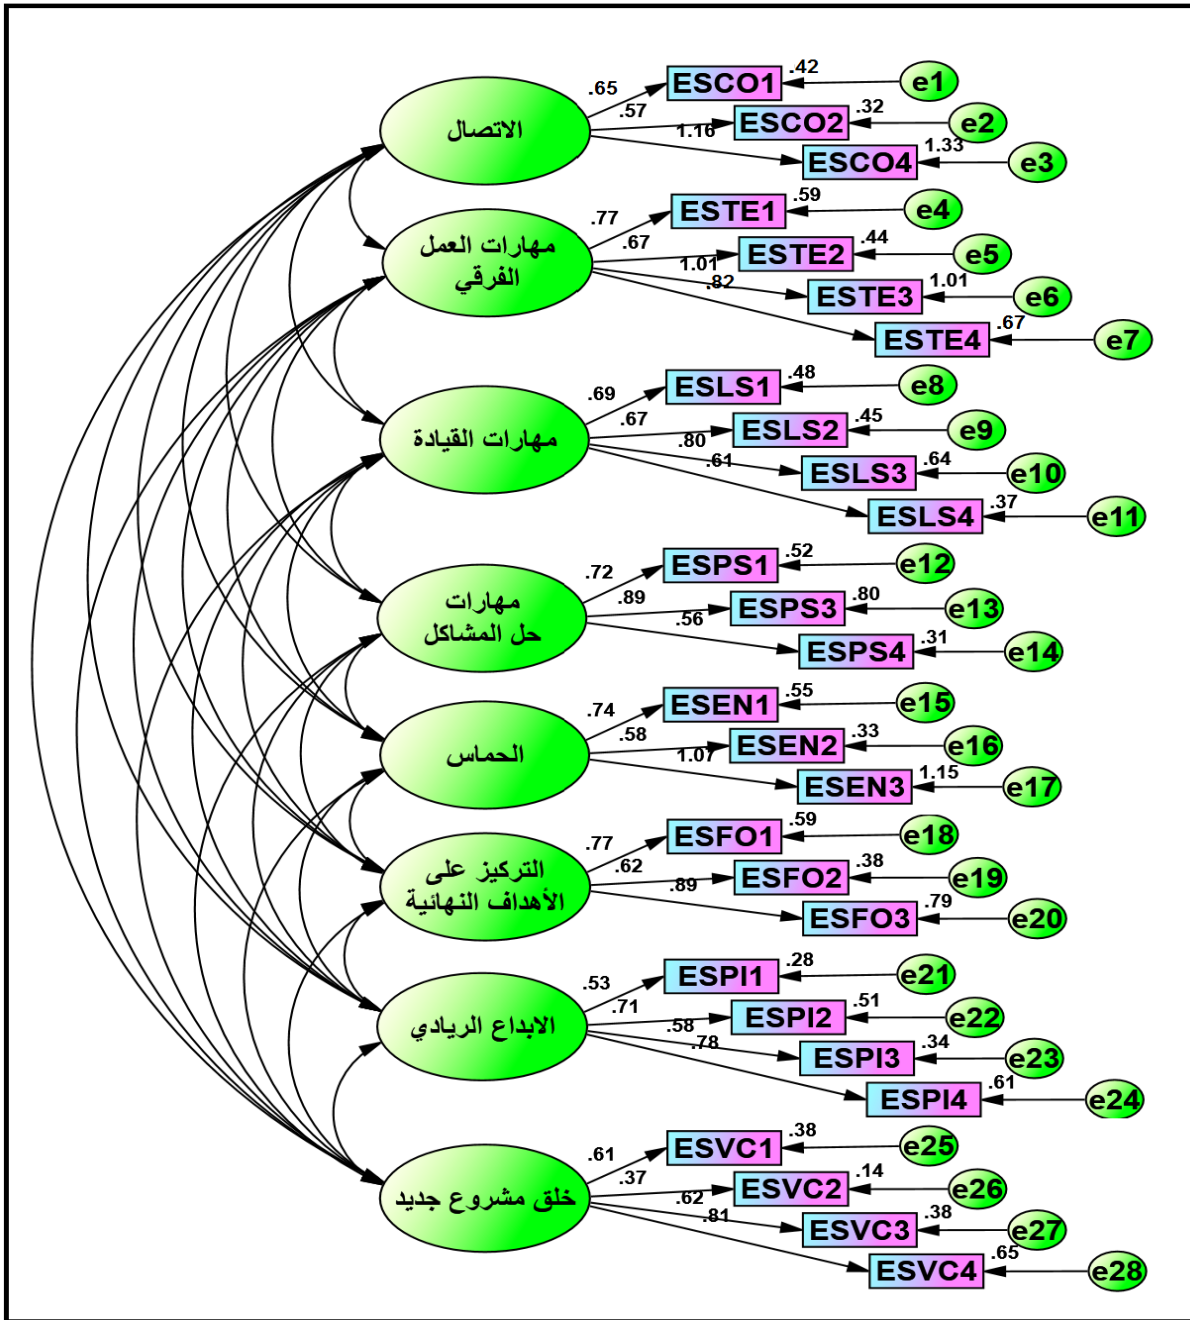 الاتصال
.65
.57
1.16
ESCO1
.42
e1
ESCO2
.32
e2
ESCO4
1.33
e3
مهارات العمل
الفرقي
.77
.67
1.01
.82
ESTE1
.59
e4
ESTE2
.44
e5
ESTE3
1.01
e6
ESTE4
.67
e7
مهارات القيادة
.69
.67
.80
.61
ESLS1
.48
e8
ESLS2
.45
e9
ESLS3
.64
e10
ESLS4
.37
e11
مهارات
حل المشاكل
.72
.89
.56
ESPS1
.52
e12
ESPS3
.80
e13
ESPS4
.31
e14
الحماس
.74
.58
1.07
ESEN1
.55
e15
ESEN2
.33
e16
ESEN3
1.15
e17
التركيز على
الأهداف النهائية
.77
.62
.89
ESFO1
.59
e18
ESFO2
.38
e19
ESFO3
.79
e20
الابداع الريادي
.53
.71
.58
.78
ESPI1
.28
e21
ESPI2
.51
e22
ESPI3
.34
e23
ESPI4
.61
e24
خلق مشروع جديد
.61
.37
.62
.81
ESVC1
.38
e25
ESVC2
.14
e26
ESVC3
.38
e27
ESVC4
.65
e28